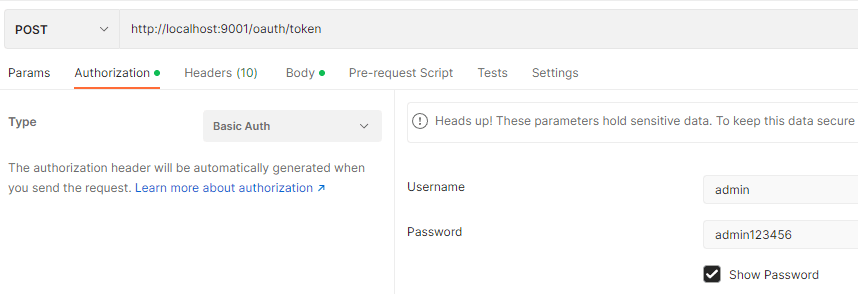 POST http://localhost:9001/oauth/token
Params Authorization Headers (10) Body Pre-request Script Tests Settings
Type Basic Auth
The authorization header will be automatically generated when
you send the request. Learn more about authorization ↗
Heads up! These parameters hold sensitive data. To keep this data secure
Username admin
Password admin123456
Show Password